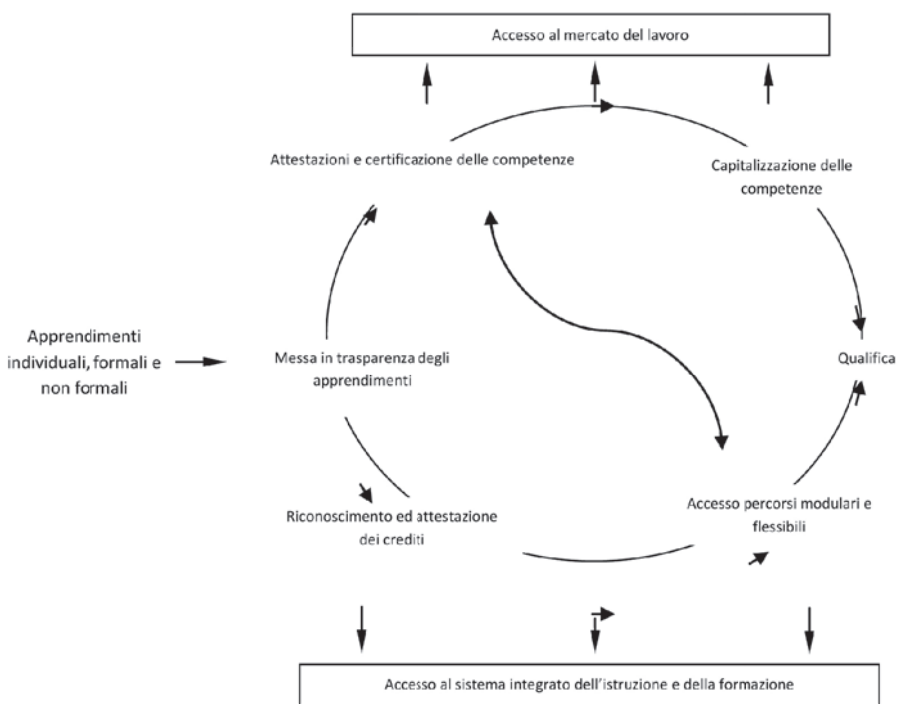 Accesso al mercato del lavoro
Attestazioni e certificazione delle competenze
Capitalizzazione delle
competenze
Apprendimenti
individuali, formali e
non formali
Messa in trasparenza degli
apprendimenti
Qualifica
Riconoscimento ed attestazione
dei crediti
Accesso percorsi modulari e
flessibili
Accesso al sistema integrato dell'istruzione e della formazione